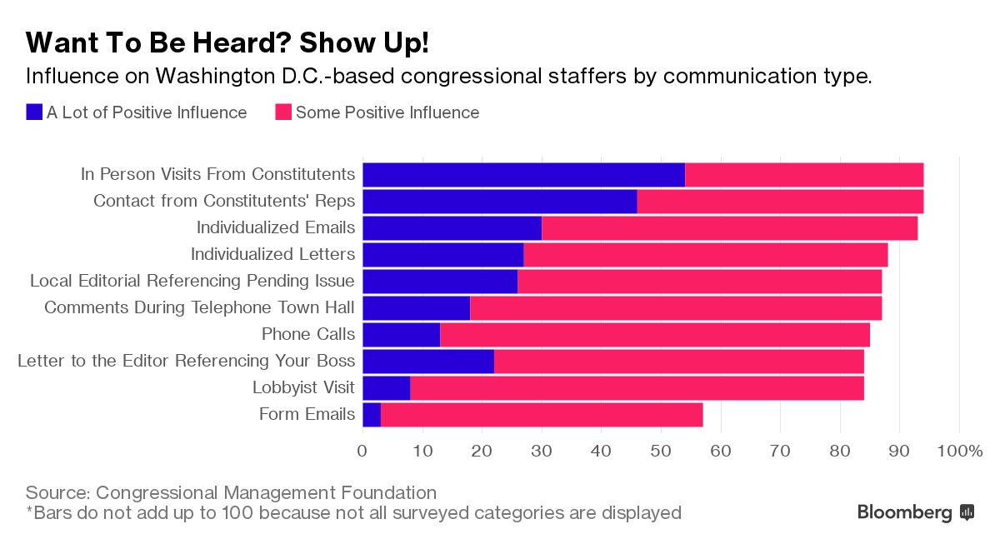 Want To Be Heard? Show Up!
Influence on Washington D.C.-based congressional staffers by communication type.
A Lot of Positive Influence Some Positive Influence
In Person Visits From Constitutents
Contact from Constitutents' Reps
Individualized Emails
Individualized Letters
Local Editorial Referencing Pending Issue
Comments During Telephone Town Hall
Phone Calls
Letter to the Editor Referencing Your Boss
Lobbyist Visit
Form Emails
0 10 20 30 40 50 60 70 80 90 100%
Source: Congressional Management Foundation
*Bars do not add up to 100 because not all surveyed categories are displayed
Bloomberg